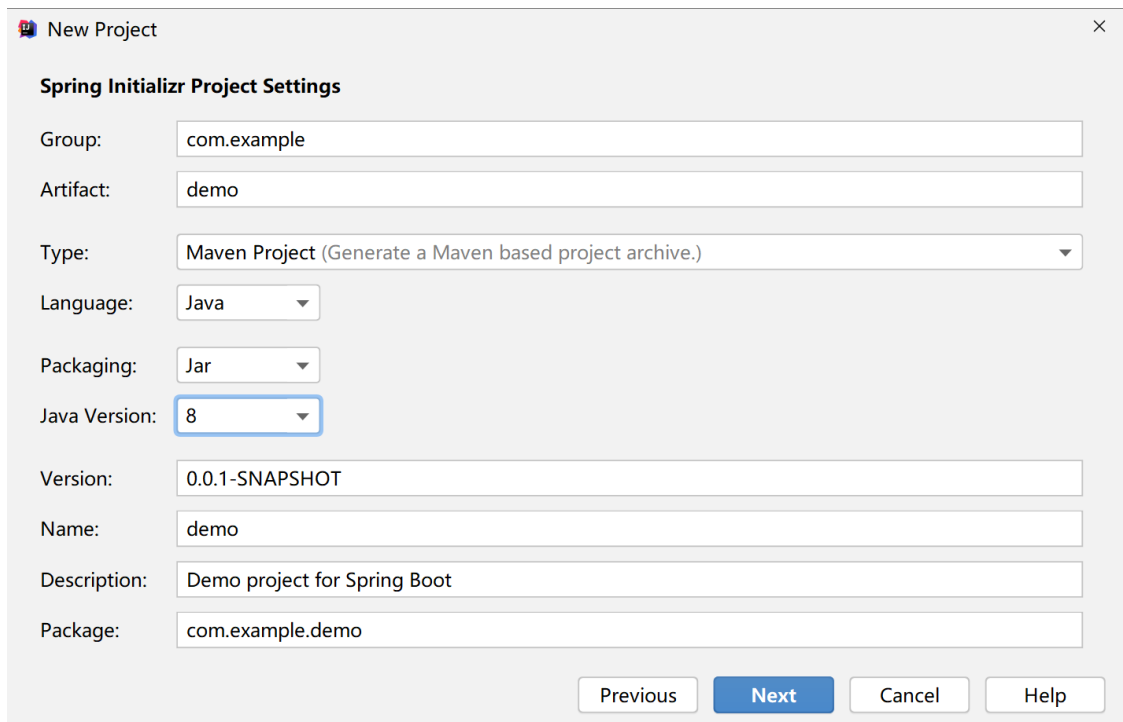 New Project
Spring Initializr Project Settings
Group: com.example
Artifact: demo
Type: Maven Project (Generate a Maven based project archive.)
Language: Java
Packaging: Jar
Java Version: 8
Version: 0.0.1-SNAPSHOT
Name: demo
Description: Demo project for Spring Boot
Package: com.example.demo
Previous Next Cancel Help